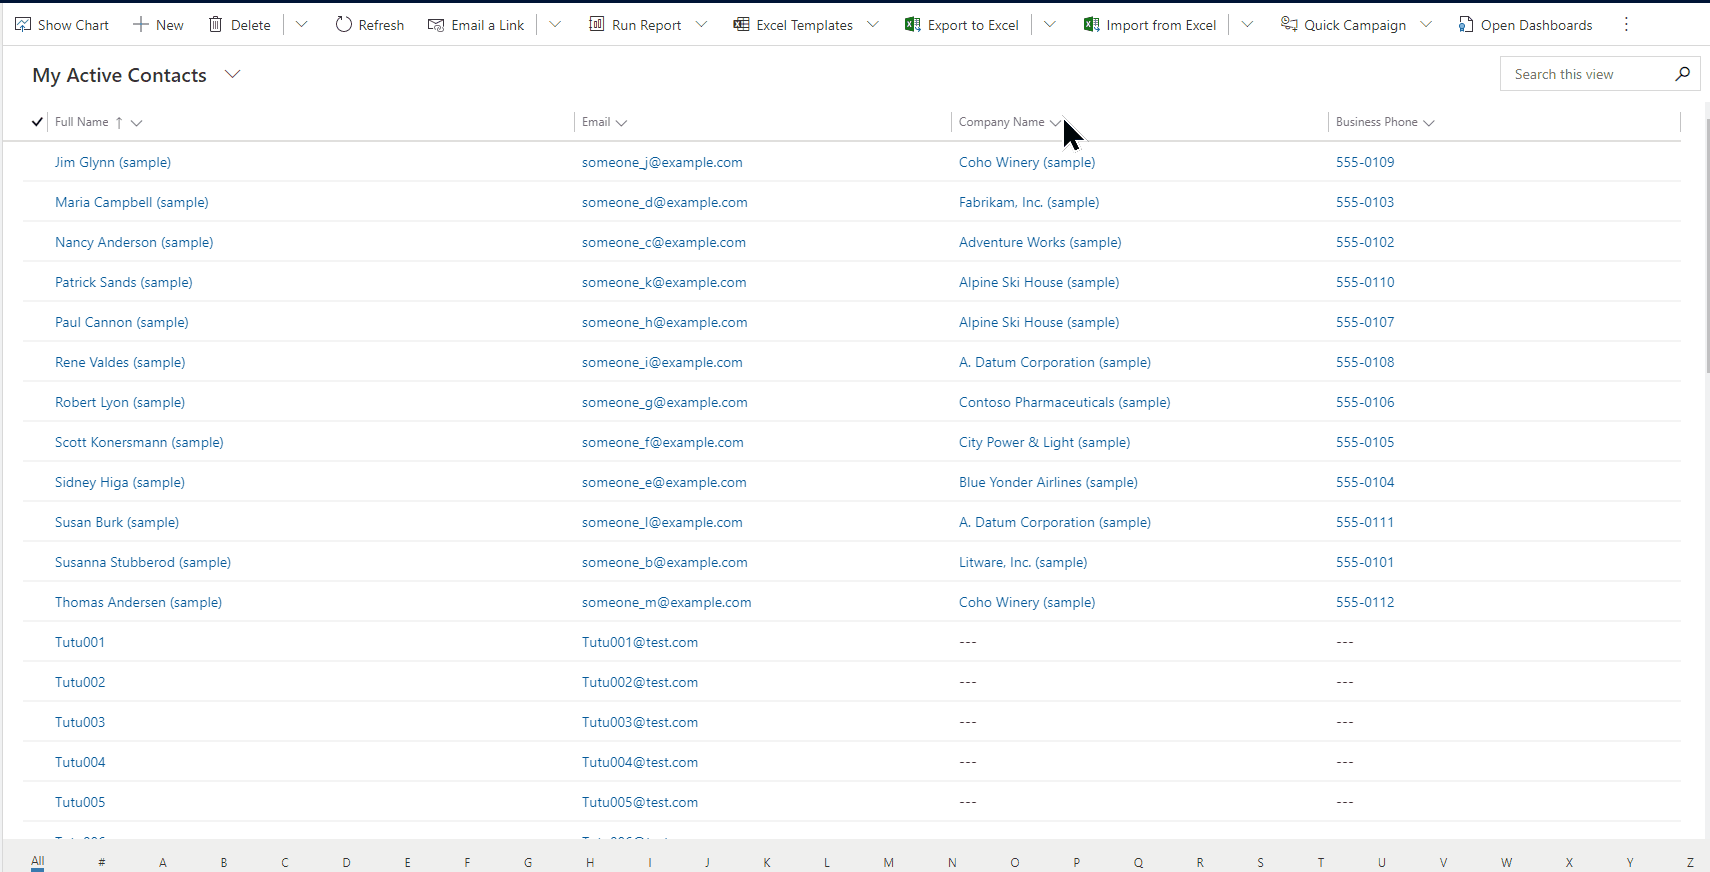 Show Chart New Delete Refresh Email a Link Run Report Excel Templates Export to Excel Import from Excel Quick Campaign Open Dashboards
My Active Contacts Search this view
Full Name Email Company Name Business Phone
Jim Glynn (sample) someone_j@example.com Coho Winery (sample) 555-0109
Maria Campbell (sample) someone_d@example.com Fabrikam, Inc. (sample) 555-0103
Nancy Anderson (sample) someone_c@example.com Adventure Works (sample) 555-0102
Patrick Sands (sample) someone_k@example.com Alpine Ski House (sample) 555-0110
Paul Cannon (sample) someone_h@example.com Alpine Ski House (sample) 555-0107
Rene Valdes (sample) someone_i@example.com A. Datum Corporation (sample) 555-0108
Robert Lyon (sample) someone_g@example.com Contoso Pharmaceuticals (sample) 555-0106
Scott Konersmann (sample) someone_f@example.com City Power & Light (sample) 555-0105
Sidney Higa (sample) someone_e@example.com Blue Yonder Airlines (sample) 555-0104
Susan Burk (sample) someone_l@example.com A. Datum Corporation (sample) 555-0111
Susanna Stubberod (sample) someone_b@example.com Litware, Inc. (sample) 555-0101
Thomas Andersen (sample) someone_m@example.com Coho Winery (sample) 555-0112
Tutu001 Tutu001@test.com --- ---
Tutu002 Tutu002@test.com --- ---
Tutu003 Tutu003@test.com --- ---
Tutu004 Tutu004@test.com --- ---
Tutu005 Tutu005@test.com --- ---
All # A B C D E F G H I J K L M N O P Q R S T U V W X Y Z